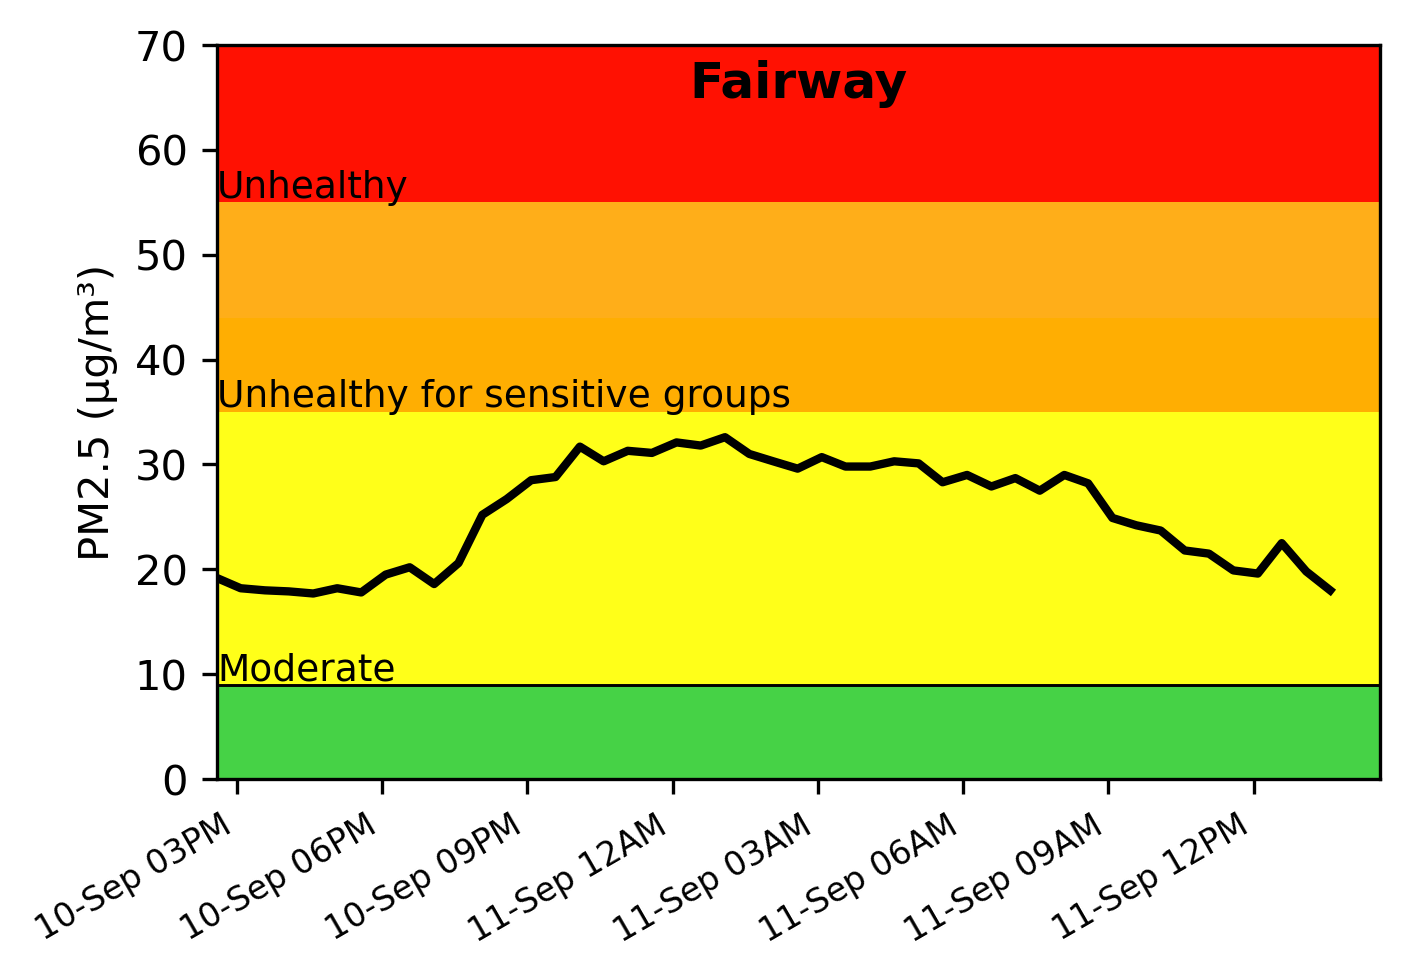 Fairway
PM2.5 (µg/m³)
70
60
50
40
30
20
10
0
Unhealthy
Unhealthy for sensitive groups
Moderate
10-Sep 03PM
10-Sep 06PM
10-Sep 09PM
11-Sep 12AM
11-Sep 03AM
11-Sep 06AM
11-Sep 09AM
11-Sep 12PM